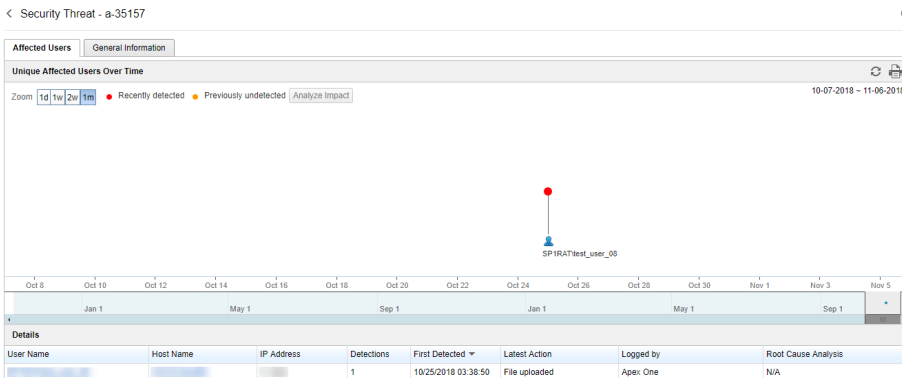 Security Threat - a-35157
Affected Users General Information
Unique Affected Users Over Time
Zoom 1d 1w 2w 1m Recently detected Previously undetected Analyze Impact 10-07-2018 ~ 11-06-2018
SP1RAT\test_user_08
Oct 8 Oct 10 Oct 12 Oct 14 Oct 16 Oct 18 Oct 20 Oct 22 Oct 24 Oct 26 Oct 28 Oct 30 Nov 1 Nov 3 Nov 5
Jan 1 May 1 Sep 1 Jan 1 May 1 Sep 1
Details
User Name Host Name IP Address Detections First Detected Latest Action Logged by Root Cause Analysis
1 10/25/2018 03:38:50 File uploaded Apex One N/A